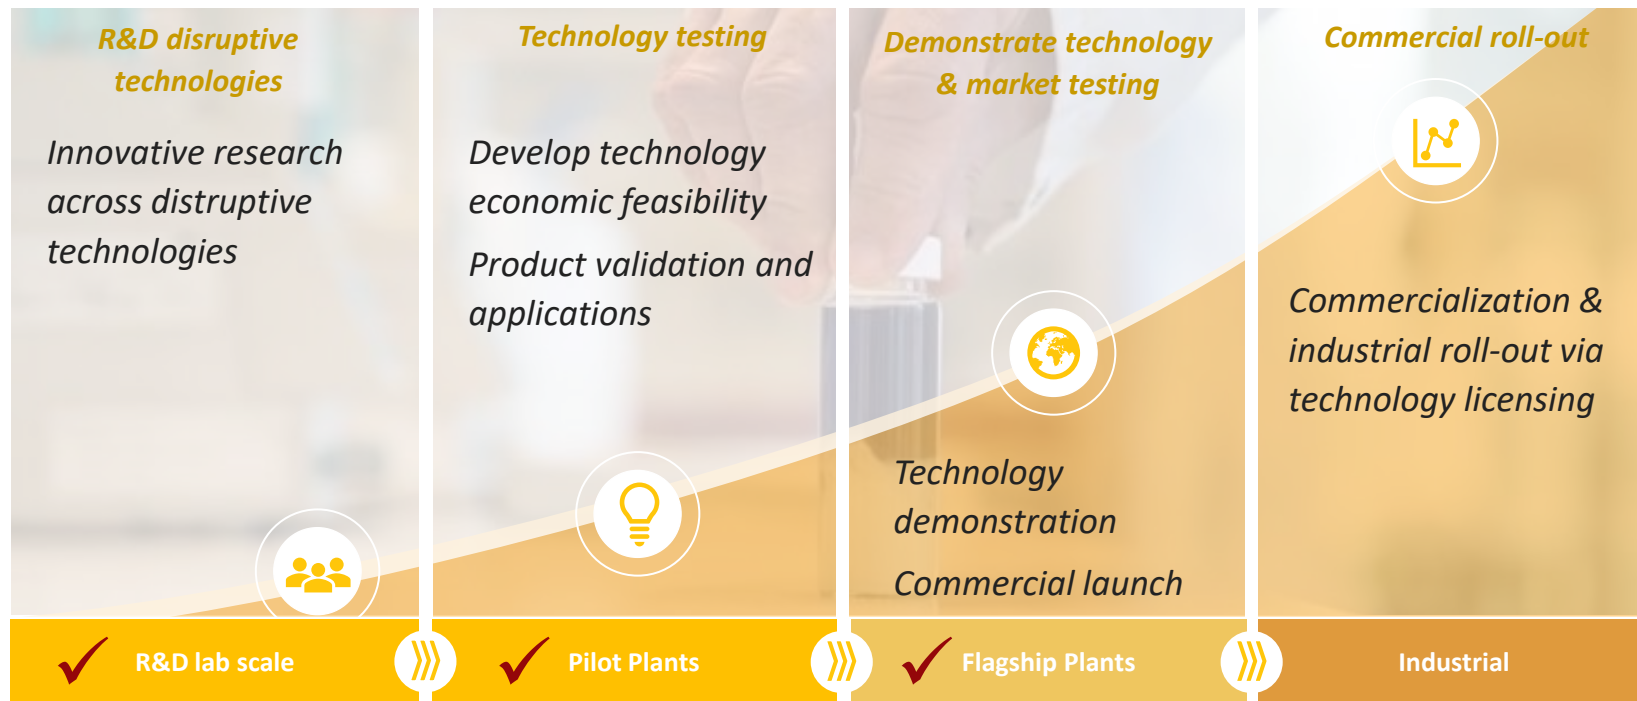 R&D disruptive
technologies
Innovative research
across distruptive
technologies
R&D lab scale
Technology testing
Develop technology
economic feasibility
Product validation and
applications
Pilot Plants
Demonstrate technology
& market testing
Technology
demonstration
Commercial launch
Flagship Plants
Commercial roll-out
Commercialization &
industrial roll-out via
technology licensing
Industrial